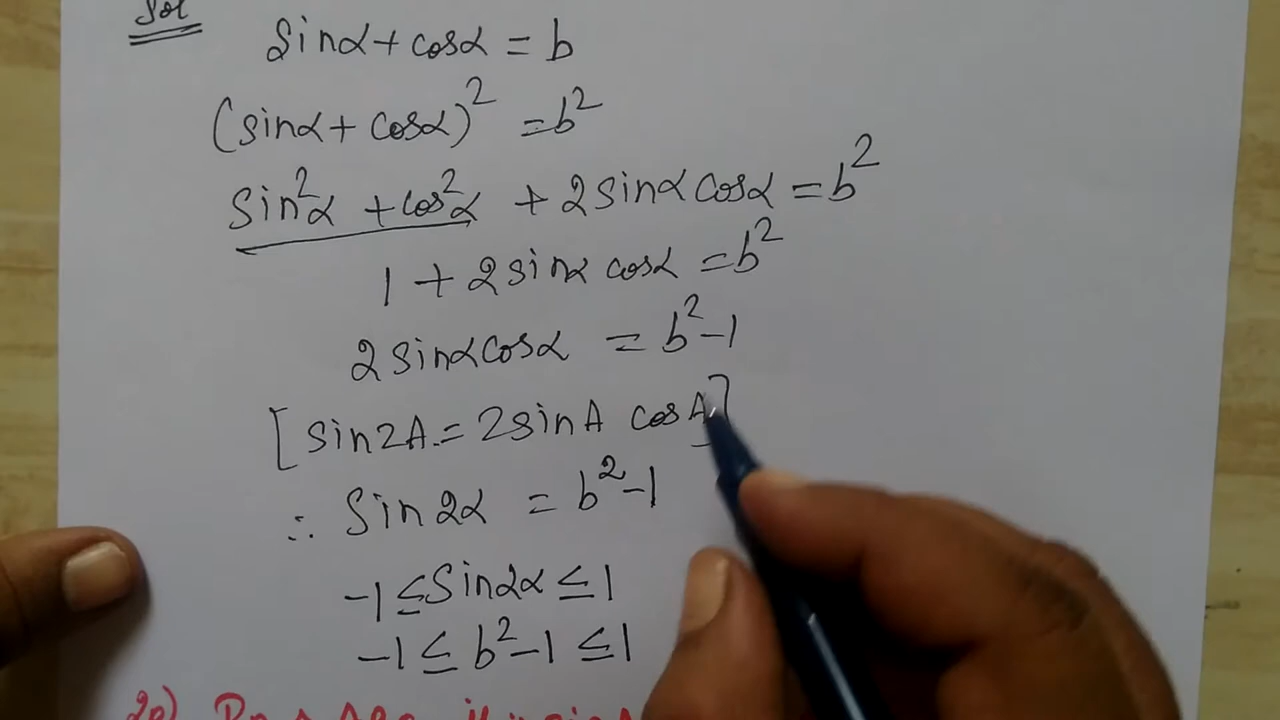 Sol
sinα + cosα = b
(sinα + cosα)² = b²
sin²α + cos²α + 2sinα cosα = b²
1 + 2sinα cosα = b²
2sinα cosα = b²-1
[sin2A = 2sinA cosA]
∴ Sin2α = b²-1
-1 ≤ Sin2α ≤ 1
-1 ≤ b²-1 ≤ 1
20)